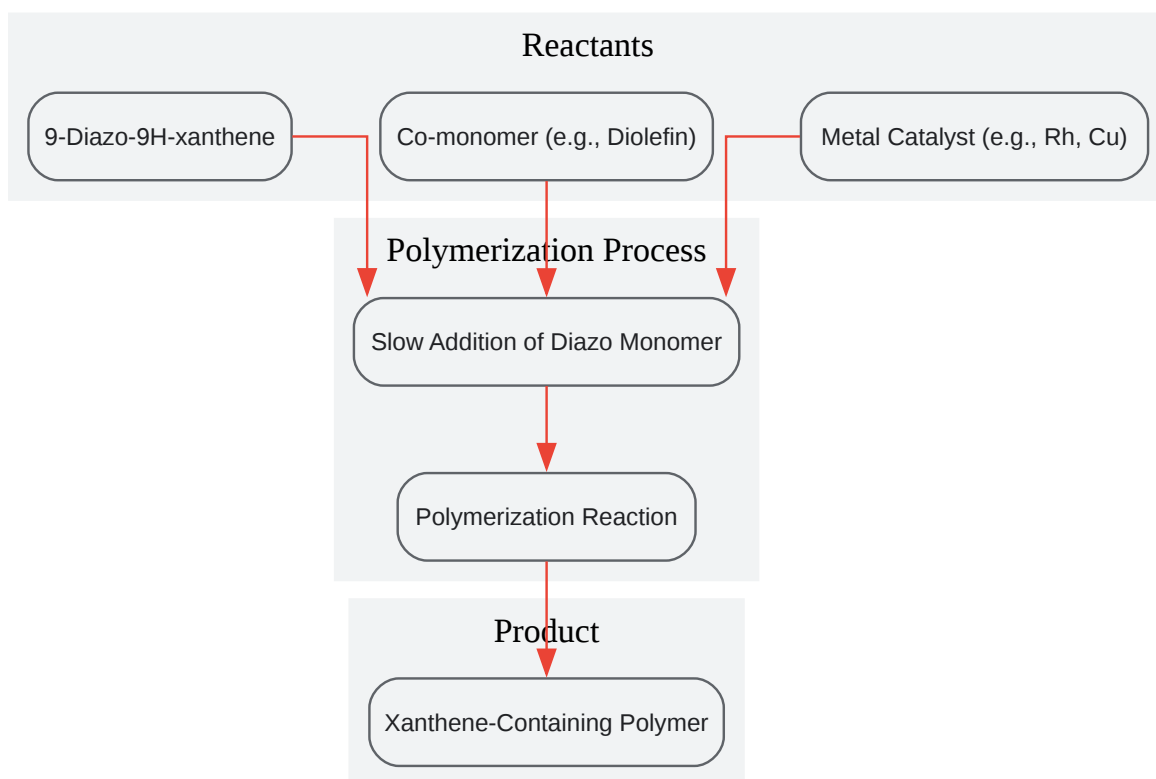 Reactants
9-Diazo-9H-xanthene
Co-monomer (e.g., Diolefin)
Metal Catalyst (e.g., Rh, Cu)
Polymerization Process
Slow Addition of Diazo Monomer
Polymerization Reaction
Product
Xanthene-Containing Polymer